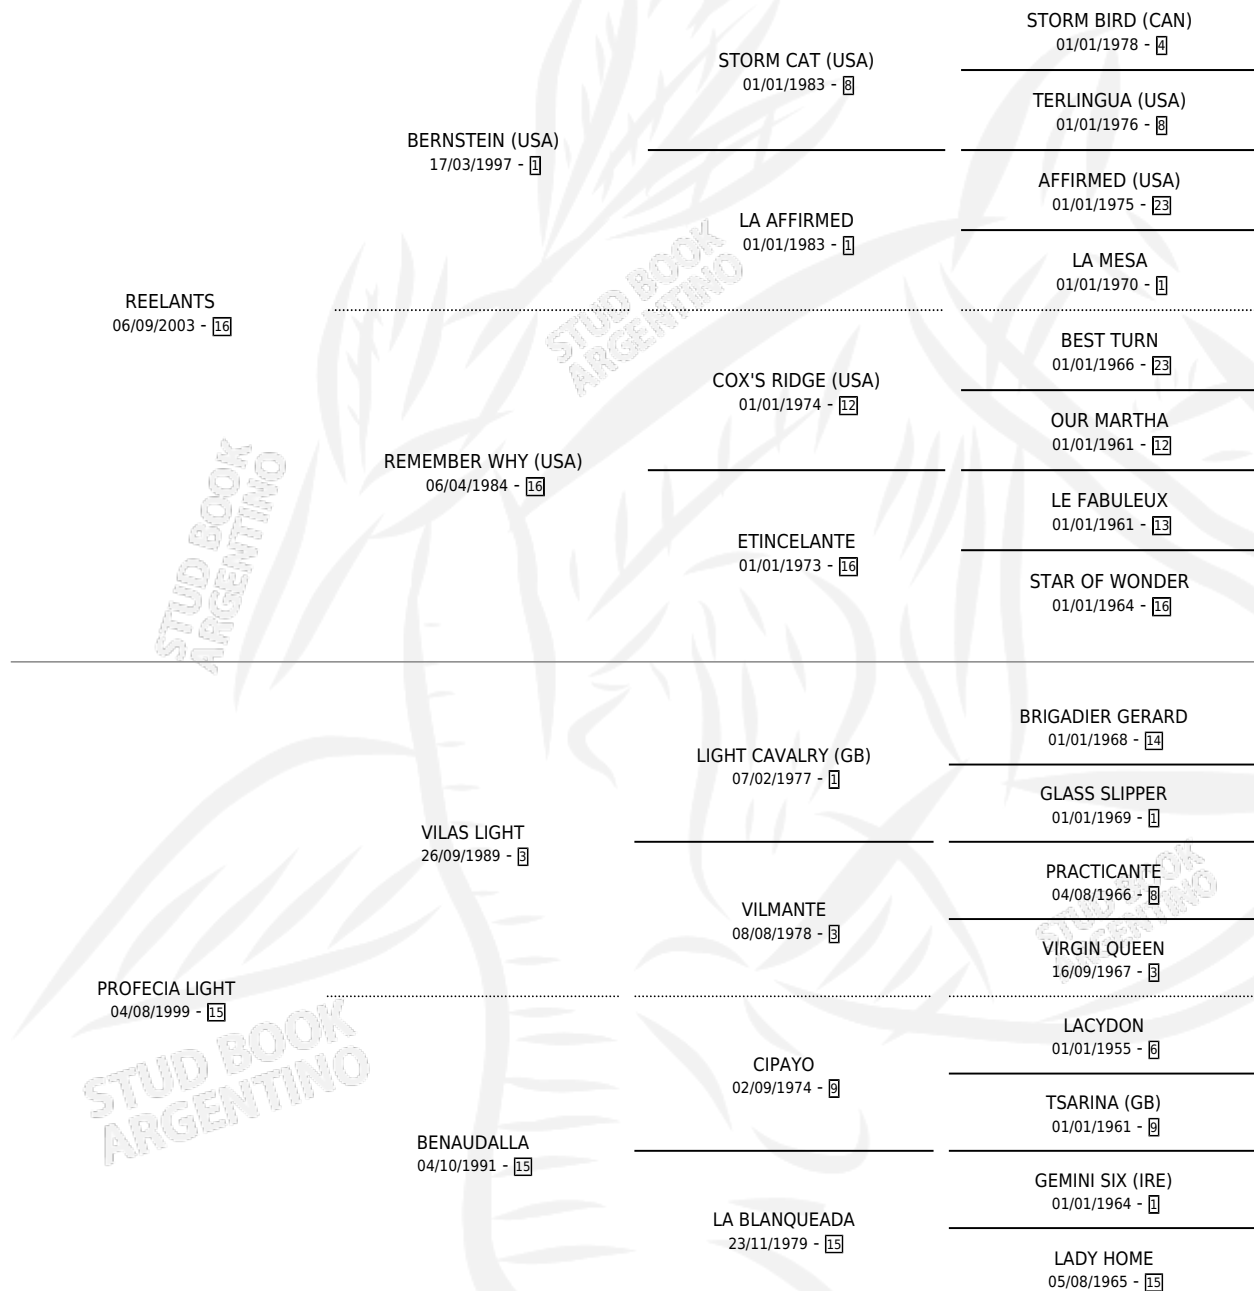 STORM BIRD (CAN)
01/01/1978 - 4
STORM CAT (USA)
01/01/1983 - 8
TERLINGUA (USA)
01/01/1976 - 8
BERNSTEIN (USA)
17/03/1997 - 1
AFFIRMED (USA)
01/01/1975 - 23
LA AFFIRMED
01/01/1983 - 1
LA MESA
01/01/1970 - 1
REELANTS
06/09/2003 - 16
BEST TURN
01/01/1966 - 23
COX'S RIDGE (USA)
01/01/1974 - 12
OUR MARTHA
01/01/1961 - 12
REMEMBER WHY (USA)
06/04/1984 - 16
LE FABULEUX
01/01/1961 - 13
ETINCELANTE
01/01/1973 - 16
STAR OF WONDER
01/01/1964 - 16
BRIGADIER GERARD
01/01/1968 - 14
LIGHT CAVALRY (GB)
07/02/1977 - 1
GLASS SLIPPER
01/01/1969 - 1
VILAS LIGHT
26/09/1989 - 3
PRACTICANTE
04/08/1966 - 8
VILMANTE
08/08/1978 - 3
VIRGIN QUEEN
16/09/1967 - 3
PROFECIA LIGHT
04/08/1999 - 15
LACYDON
01/01/1955 - 6
CIPAYO
02/09/1974 - 9
TSARINA (GB)
01/01/1961 - 9
BENAUDALLA
04/10/1991 - 15
GEMINI SIX (IRE)
01/01/1964 - 1
LA BLANQUEADA
23/11/1979 - 15
LADY HOME
05/08/1965 - 15
STUD BOOK
ARGENTINO
STUD BOOK
ARGENTINO
STUD BOOK
ARGENTINO
STUD BOOK
ARGENTINO